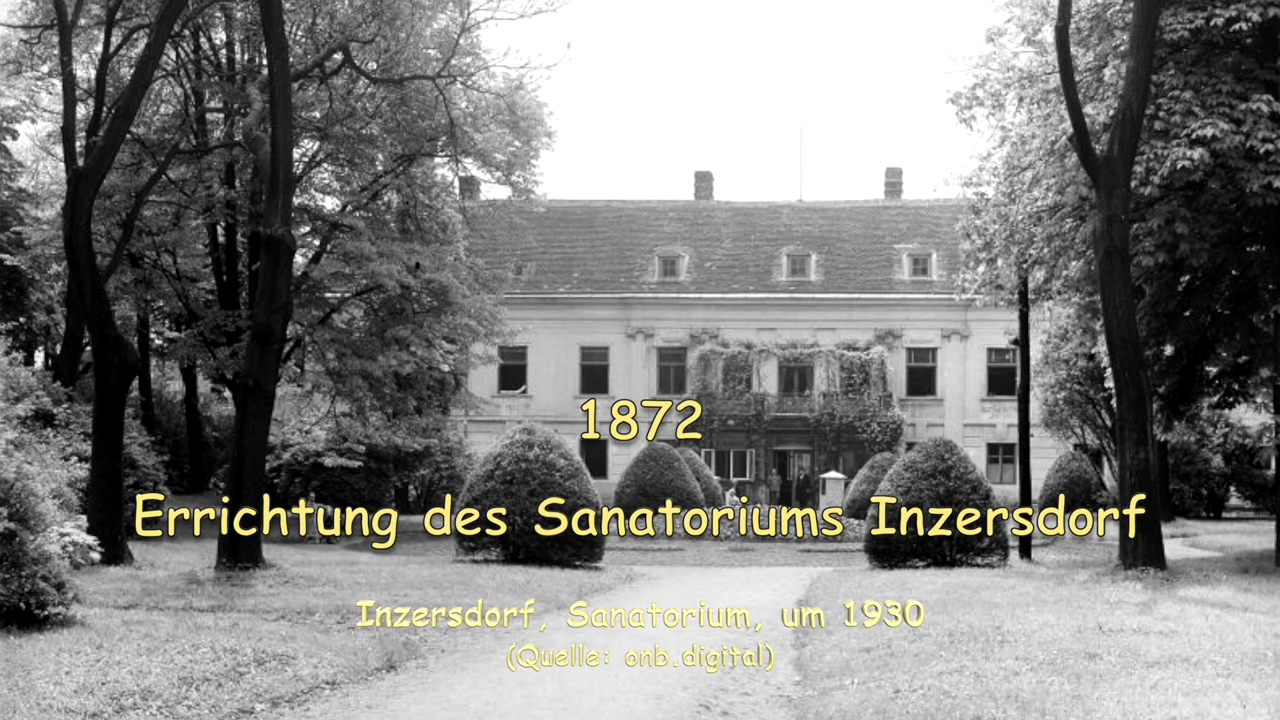 1872
Errichtung des Sanatoriums Inzersdorf
Inzersdorf, Sanatorium, um 1930
(Quelle: onb.digital)